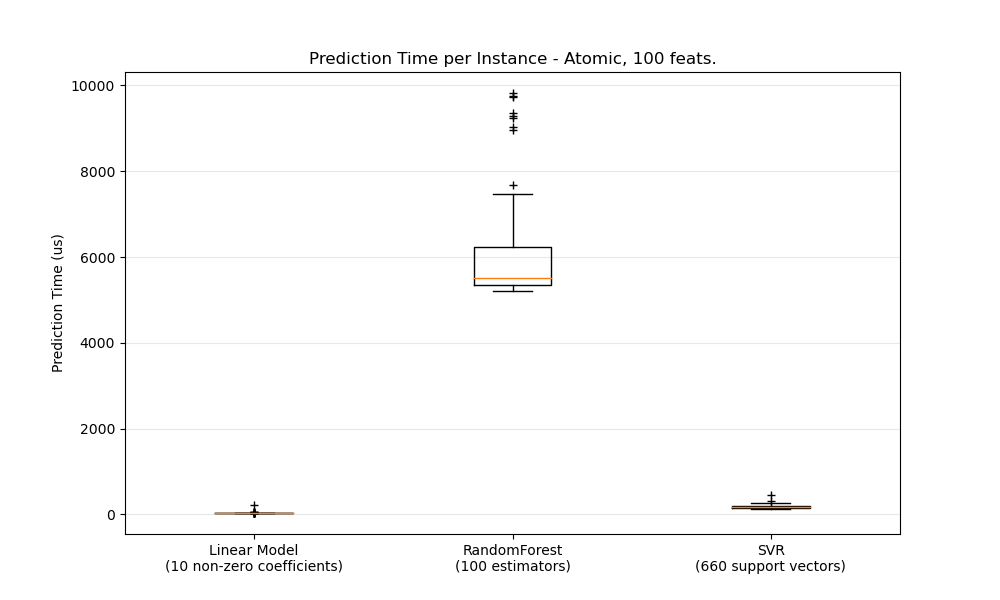 Prediction Time per Instance - Atomic, 100 feats.
Prediction Time (us)
10000
8000
6000
4000
2000
0
Linear Model
(10 non-zero coefficients)
RandomForest
(100 estimators)
SVR
(660 support vectors)